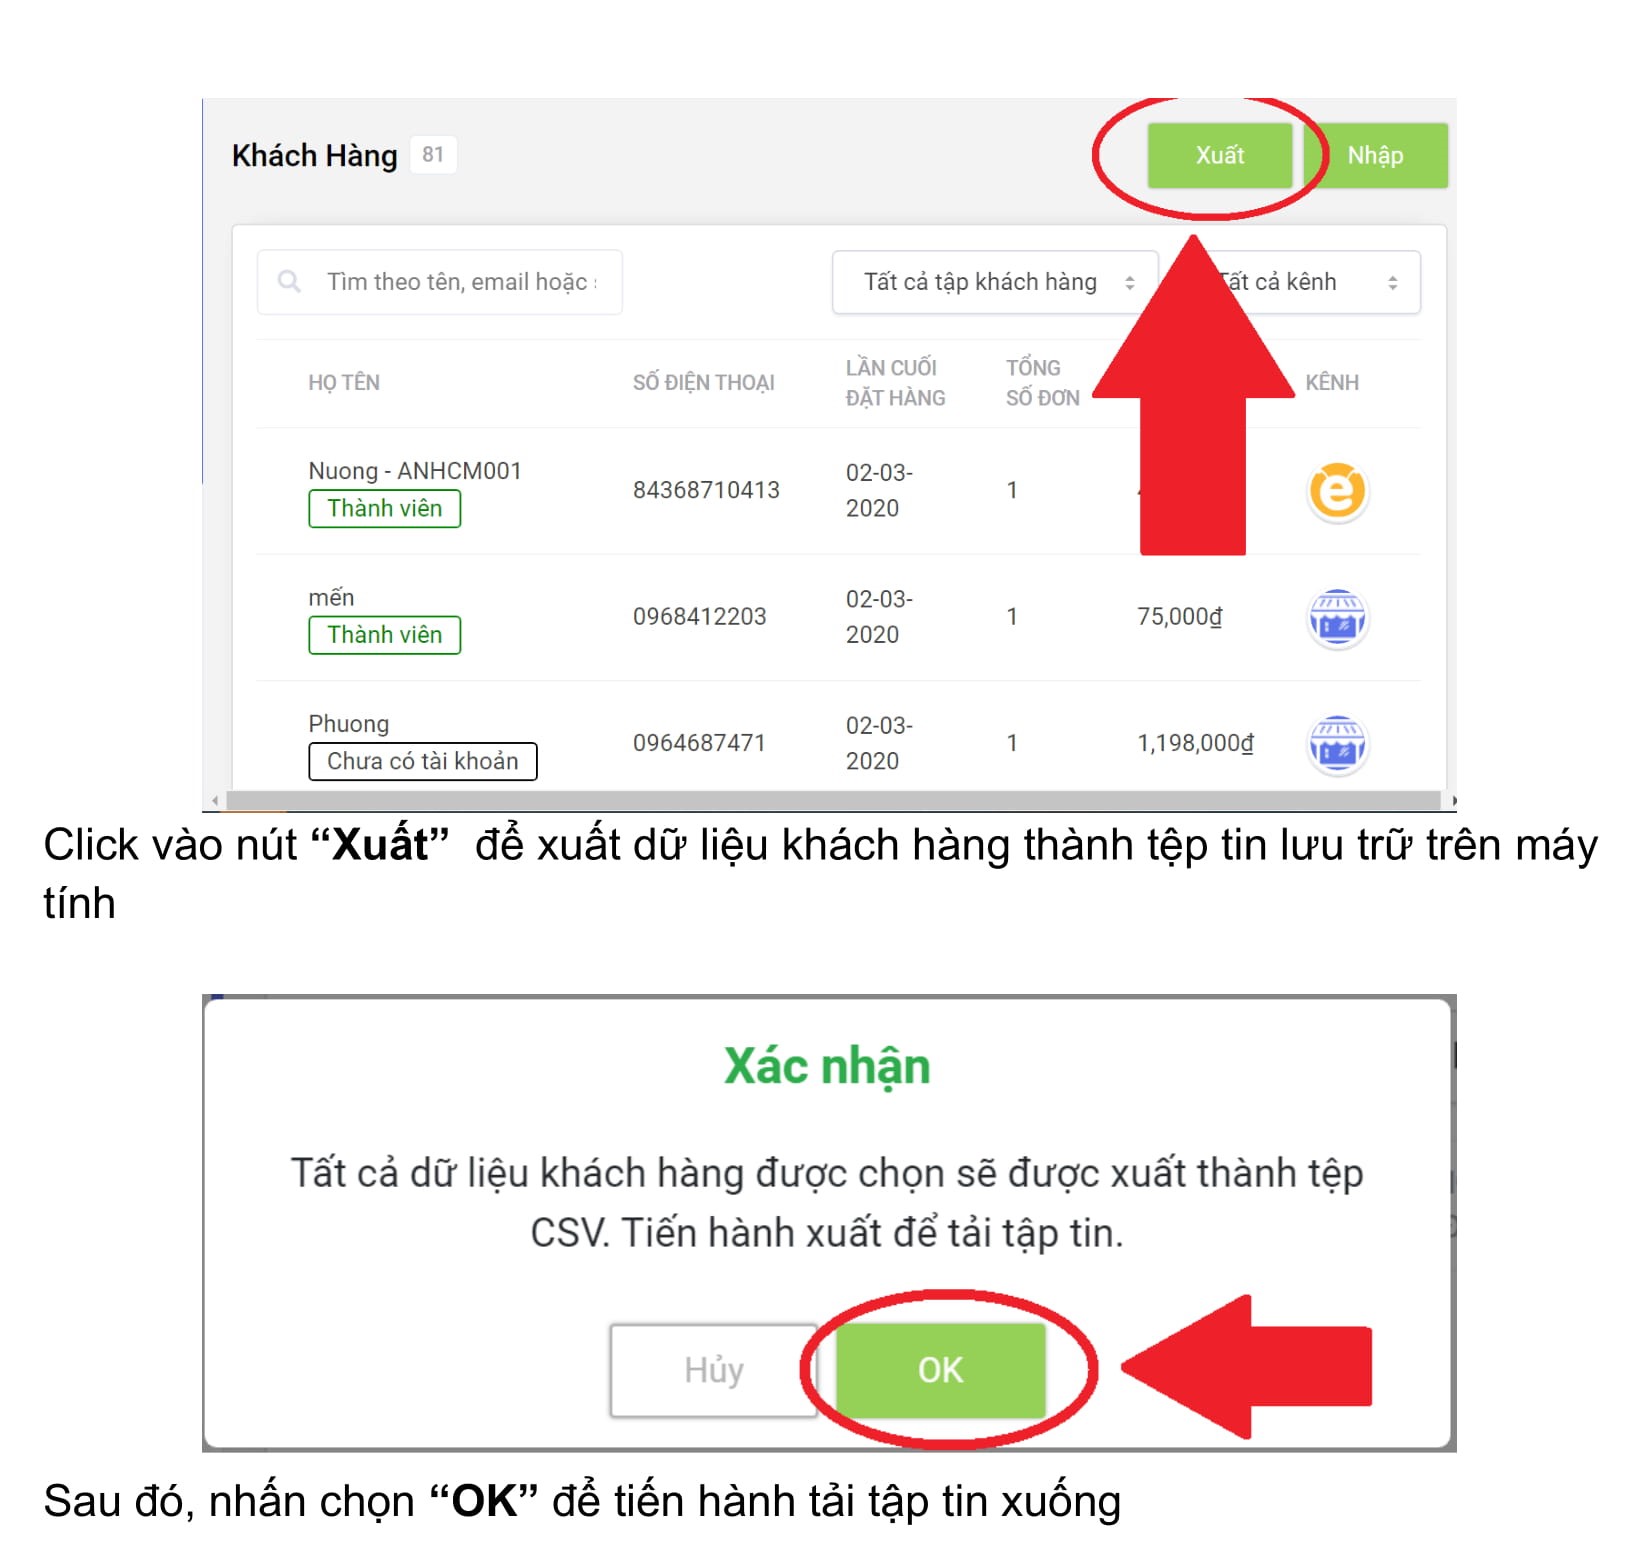 Khách Hàng 81 Xuất Nhập
Tìm theo tên, email hoặc Tất cả tập khách hàng Tất cả kênh
HỌ TÊN SỐ ĐIỆN THOẠI LẦN CUỐI ĐẶT HÀNG TỔNG SỐ ĐƠN KÊNH
Nuong - ANHCM001
Thành viên
84368710413 02-03-2020 1
mến
Thành viên
0968412203 02-03-2020 1 75,000₫
Phuong
Chưa có tài khoản
0964687471 02-03-2020 1 1,198,000₫
Click vào nút “Xuất” để xuất dữ liệu khách hàng thành tệp tin lưu trữ trên máy
tính
Xác nhận
Tất cả dữ liệu khách hàng được chọn sẽ được xuất thành tệp
CSV. Tiến hành xuất để tải tập tin.
Hủy OK
Sau đó, nhấn chọn “OK” để tiến hành tải tập tin xuống